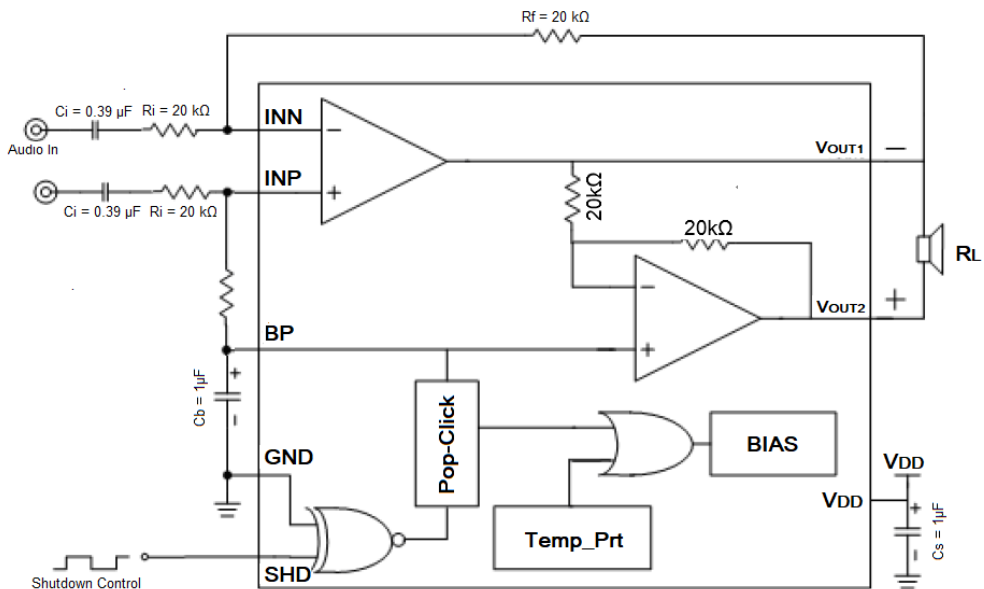 Rf = 20 kΩ
Ci = 0.39 µF
Ri = 20 kΩ
INN
Audio In
VOUT1
INP
Ci = 0.39 µF
Ri = 20 kΩ
20kΩ
20kΩ
RL
VOUT2
BP
Cb = 1µF
Pop-Click
BIAS
GND
VDD
VDD
Cs = 1µF
Temp_Prt
SHD
Shutdown Control